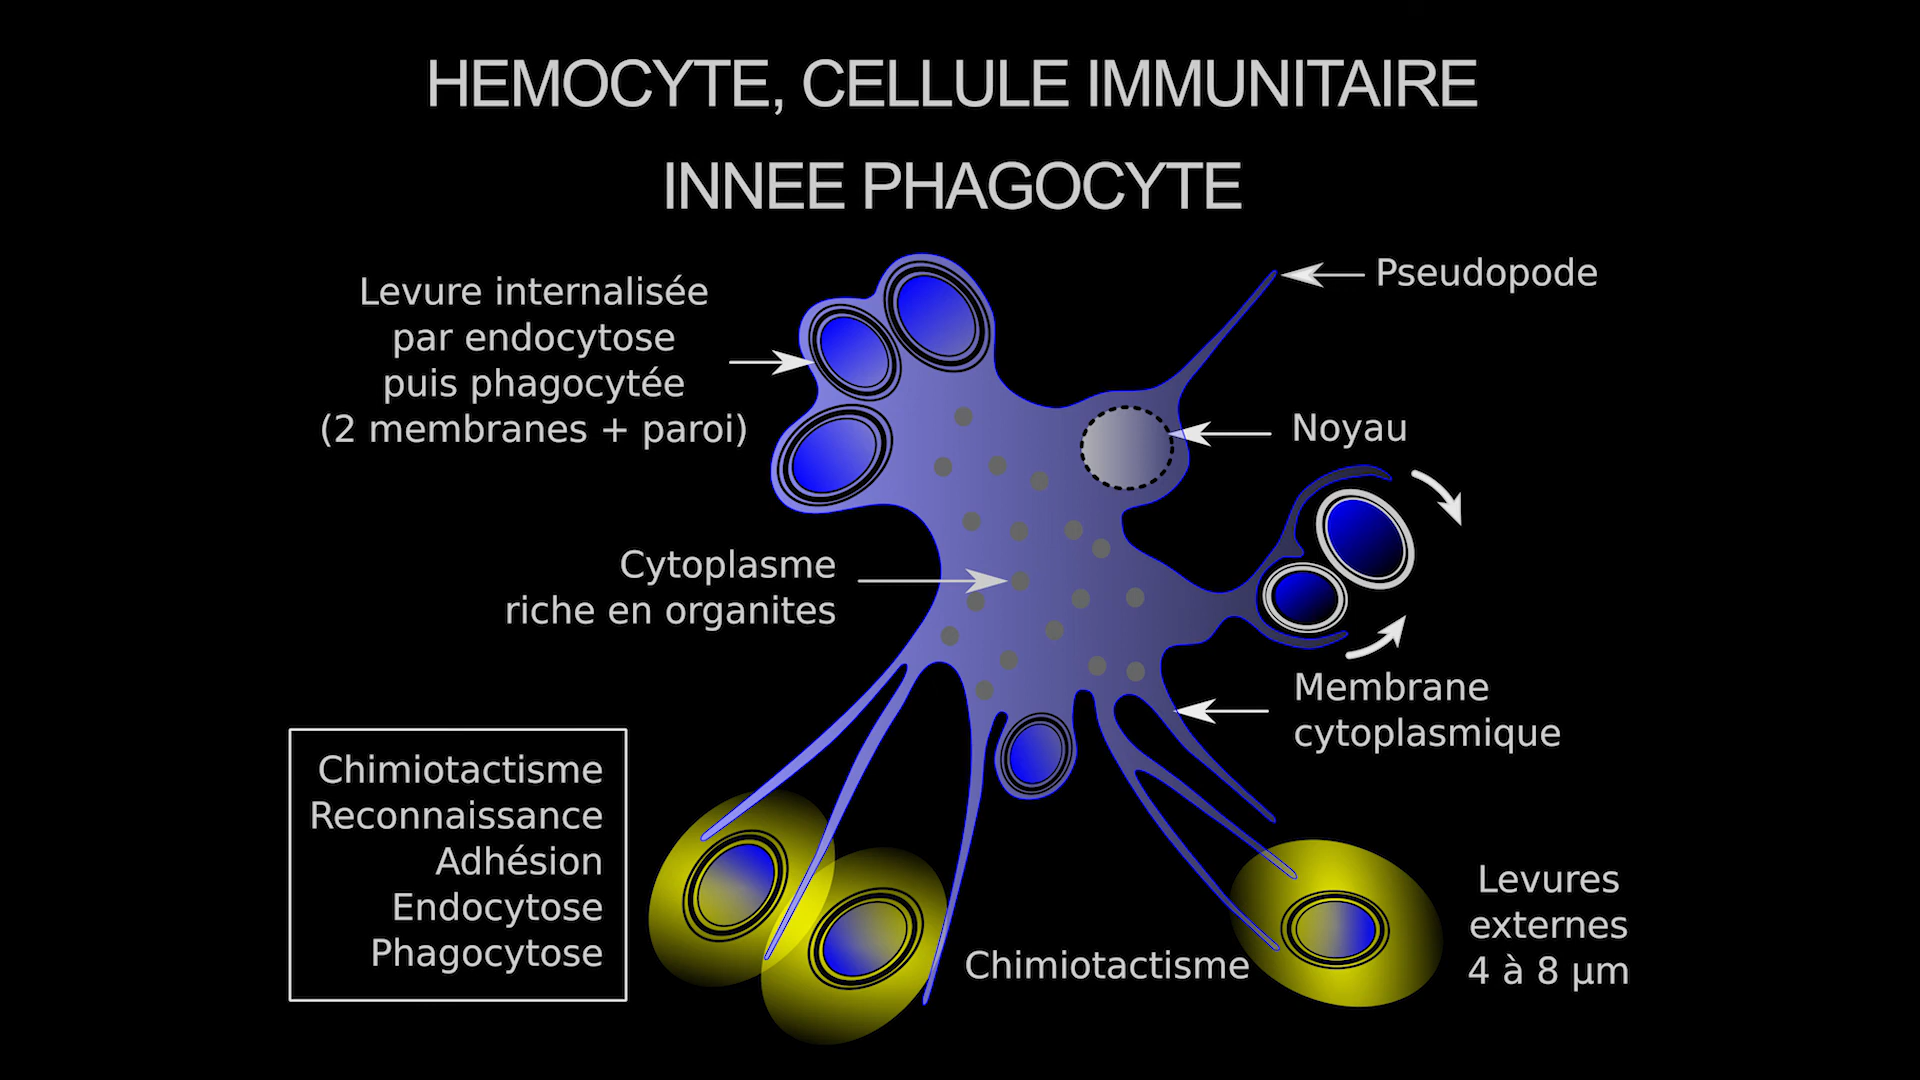 HEMOCYTE, CELLULE IMMUNITAIRE
INNEE PHAGOCYTE
Levure internalisée
par endocytose
puis phagocytée
(2 membranes + paroi)
Pseudopode
Noyau
Cytoplasme
riche en organites
Membrane
cytoplasmique
Chimiotactisme
Reconnaissance
Adhésion
Endocytose
Phagocytose
Chimiotactisme
Levures
externes
4 à 8 µm